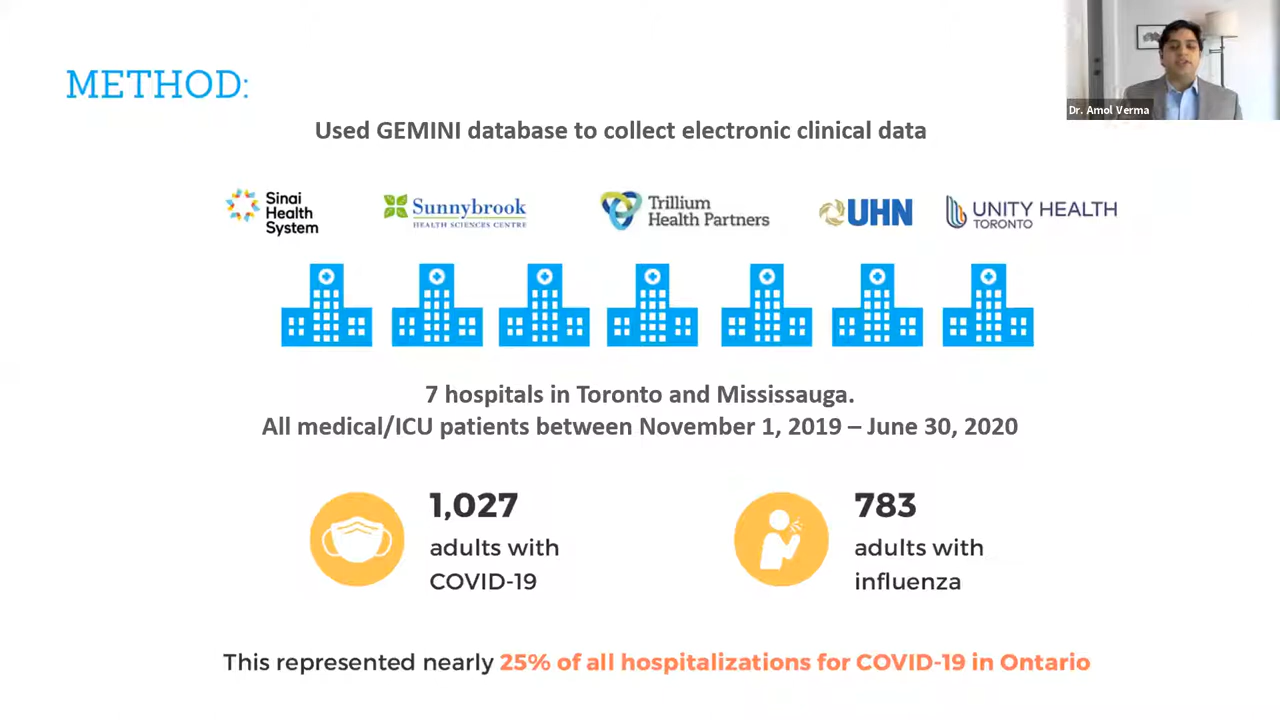 METHOD:
Dr. Amol Verma
Used GEMINI database to collect electronic clinical data
Sinai
Health
System
Sunnybrook
HEALTH SCIENCES CENTRE
Trillium
Health Partners
UHN
UNITY HEALTH
TORONTO
7 hospitals in Toronto and Mississauga.
All medical/ICU patients between November 1, 2019 – June 30, 2020
1,027
adults with
COVID-19
783
adults with
influenza
This represented nearly 25% of all hospitalizations for COVID-19 in Ontario